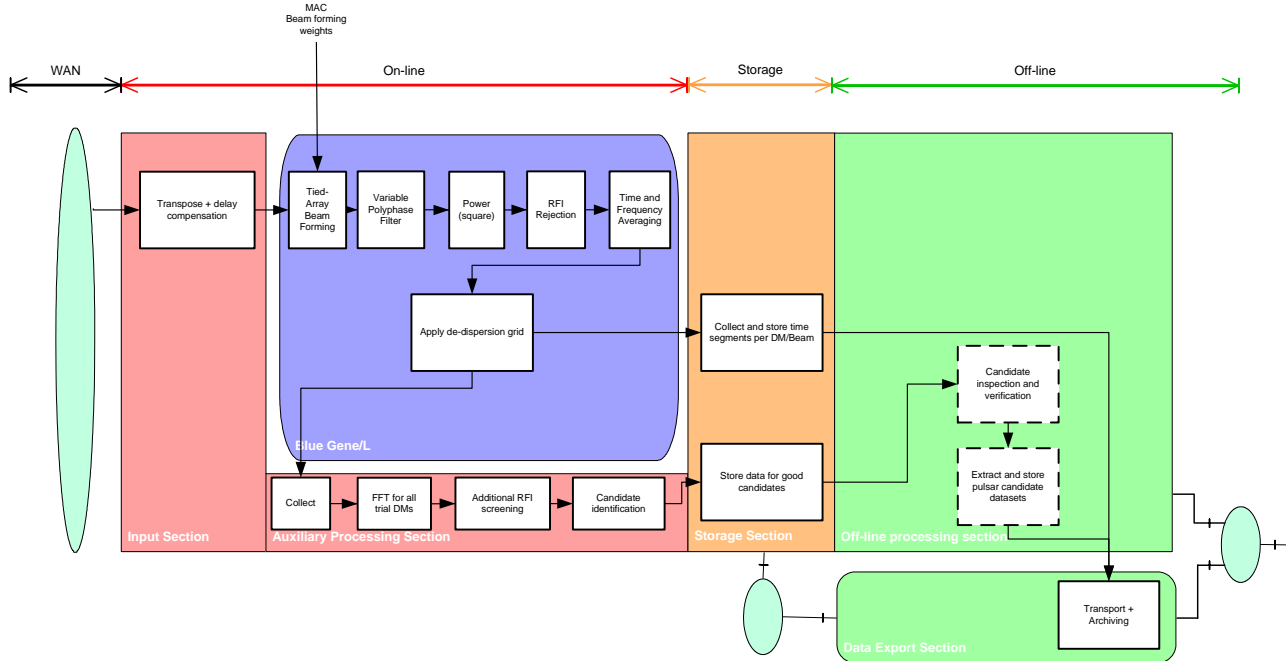 MAC
Beam forming
weights
WAN
On-line
Storage
Off-line
Transpose + delay
compensation
Tied-
Array
Beam
Forming
Variable
Polyphase
Filter
Power
(square)
RFI
Rejection
Time and
Frequency
Averaging
Apply de-dispersion grid
Collect and store time
segments per DM/Beam
Candidate
inspection and
verification
Blue Gene/L
Collect
FFT for all
trial DMs
Additional RFI
screening
Candidate
identification
Store data for good
candidates
Extract and store
pulsar candidate
datasets
Input Section
Auxiliary Processing Section
Storage Section
Off-line processing section
Transport +
Archiving
Data Export Section